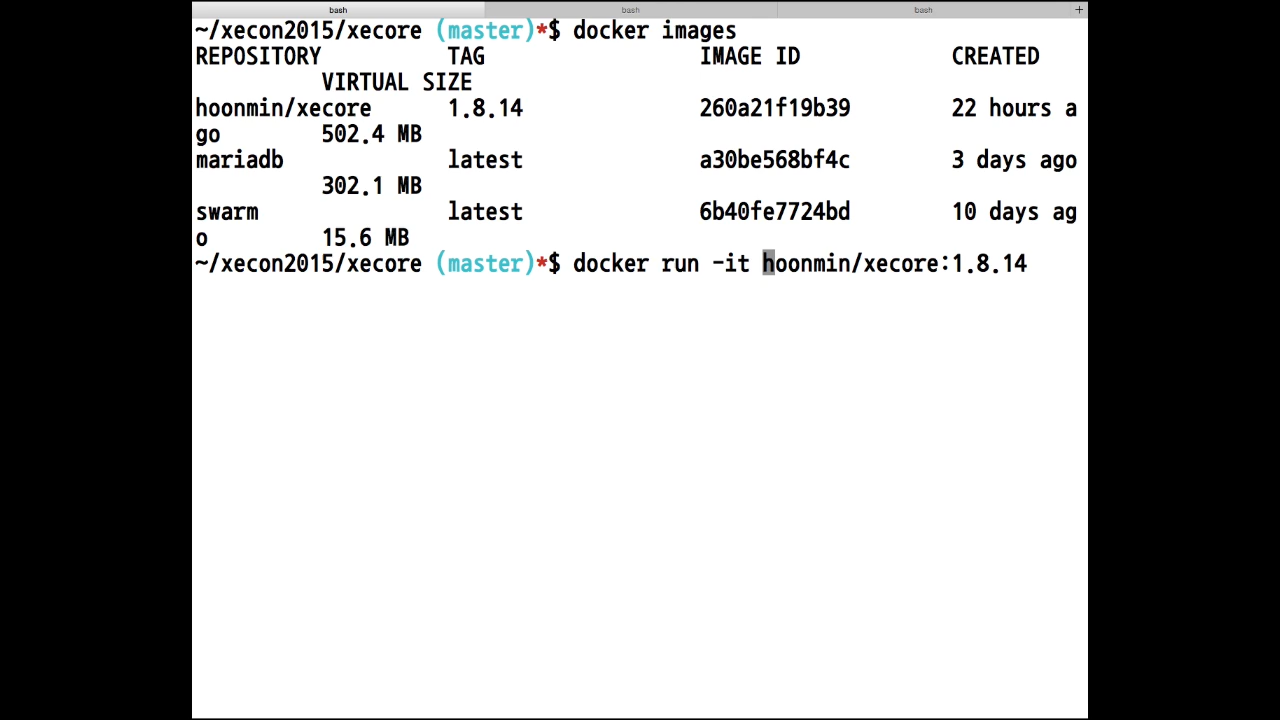 bash bash bash +
~/xecon2015/xecore (master)*$ docker images
REPOSITORY TAG IMAGE ID CREATED
VIRTUAL SIZE
hoonmin/xecore 1.8.14 260a21f19b39 22 hours a
go 502.4 MB
mariadb latest a30be568bf4c 3 days ago
302.1 MB
swarm latest 6b40fe7724bd 10 days ag
o 15.6 MB
~/xecon2015/xecore (master)*$ docker run -it hoonmin/xecore:1.8.14